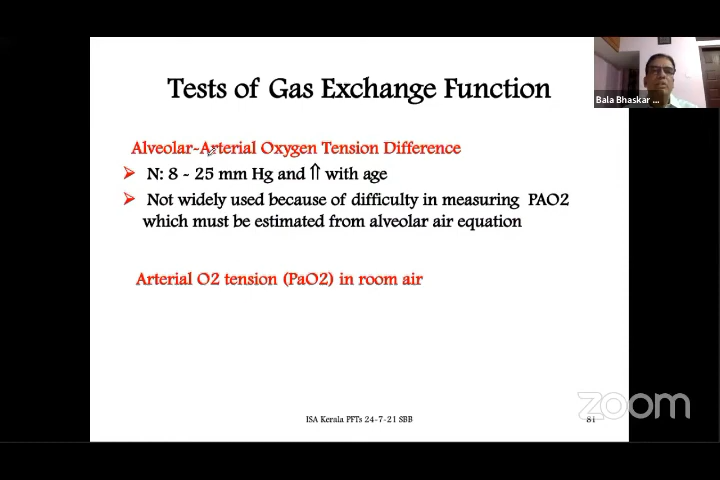 Bala Bhaskar ...
Tests of Gas Exchange Function
Alveolar-Arterial Oxygen Tension Difference
➢ N: 8 - 25 mm Hg and ⇑ with age
➢ Not widely used because of difficulty in measuring PAO2
which must be estimated from alveolar air equation
Arterial O2 tension (PaO2) in room air
zoom
ISA Kerala PFTs 24-7-21 SBB
81